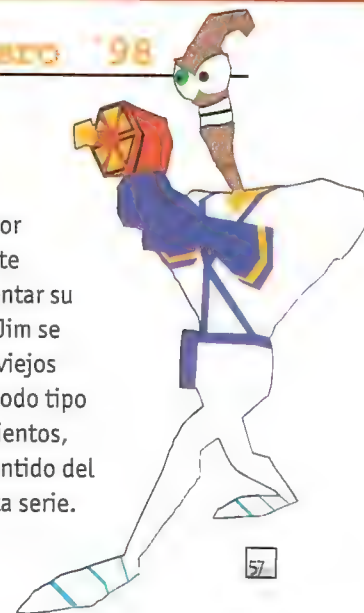 '98
or
te
ntar su
Jim se
viejos
odo tipo
ientos,
ntido del
a serie.
57